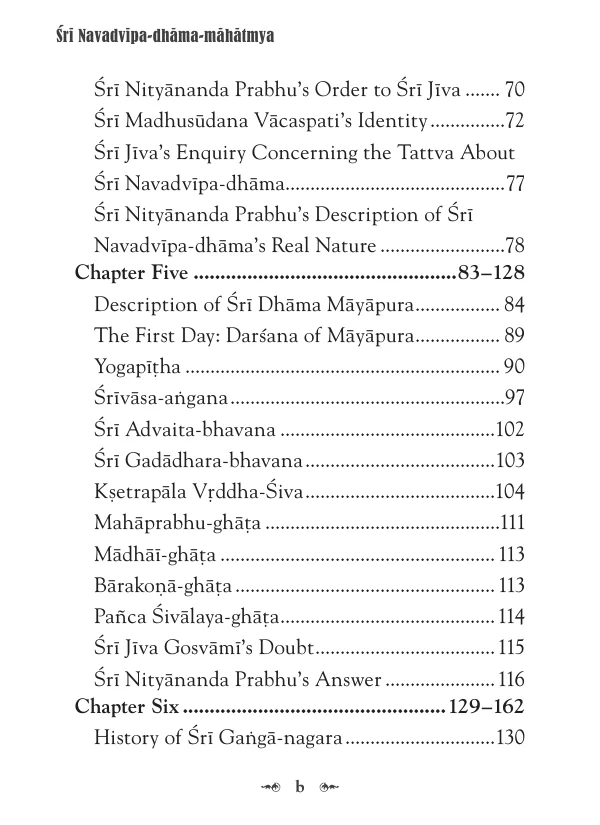 Śrī Navadvīpa-dhāma-māhātmya
Śrī Nityānanda Prabhu’s Order to Śrī Jīva ....... 70
Śrī Madhusūdana Vācaspati’s Identity...............72
Śrī Jīva’s Enquiry Concerning the Tattva About
Śrī Navadvīpa-dhāma............................................77
Śrī Nityānanda Prabhu’s Description of Śrī
Navadvīpa-dhāma’s Real Nature .........................78
Chapter Five .................................................83–128
Description of Śrī Dhāma Māyāpura................. 84
The First Day: Darśana of Māyāpura................. 89
Yogapīṭha ............................................................... 90
Śrīvāsa-aṅgana.......................................................97
Śrī Advaita-bhavana ...........................................102
Śrī Gadādhara-bhavana......................................103
Kṣetrapāla Vṛddha-Śiva......................................104
Mahāprabhu-ghāṭa ...............................................111
Mādhāī-ghāṭa ....................................................... 113
Bārakoṇā-ghāṭa .................................................... 113
Pañca Śivālaya-ghāṭa........................................... 114
Śrī Jīva Gosvāmī’s Doubt.................................... 115
Śrī Nityānanda Prabhu’s Answer ...................... 116
Chapter Six ................................................. 129–162
History of Śrī Gaṅgā-nagara..............................130
b